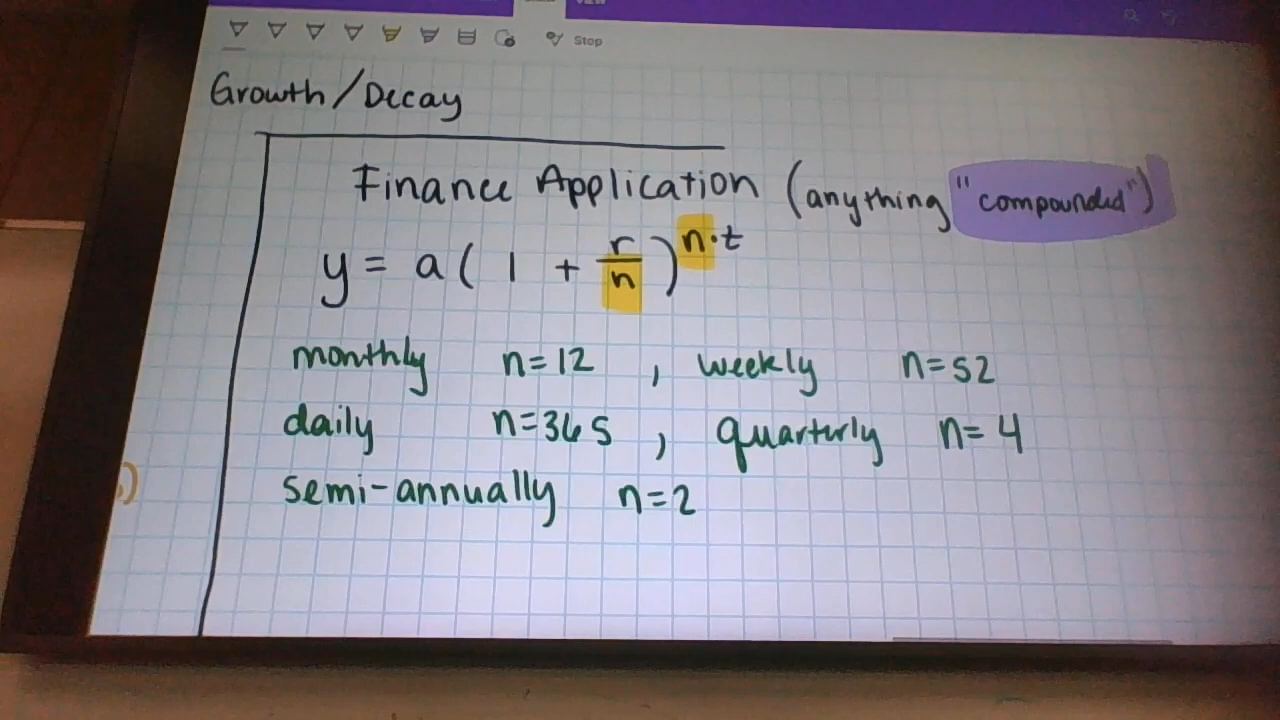 VIEW
Stop
Growth/Decay
Finance Application (anything "compounded")
y = a(1 + r/n)^n·t
monthly n=12 , weekly n=52
daily n=365 , quarterly n=4
semi-annually n=2